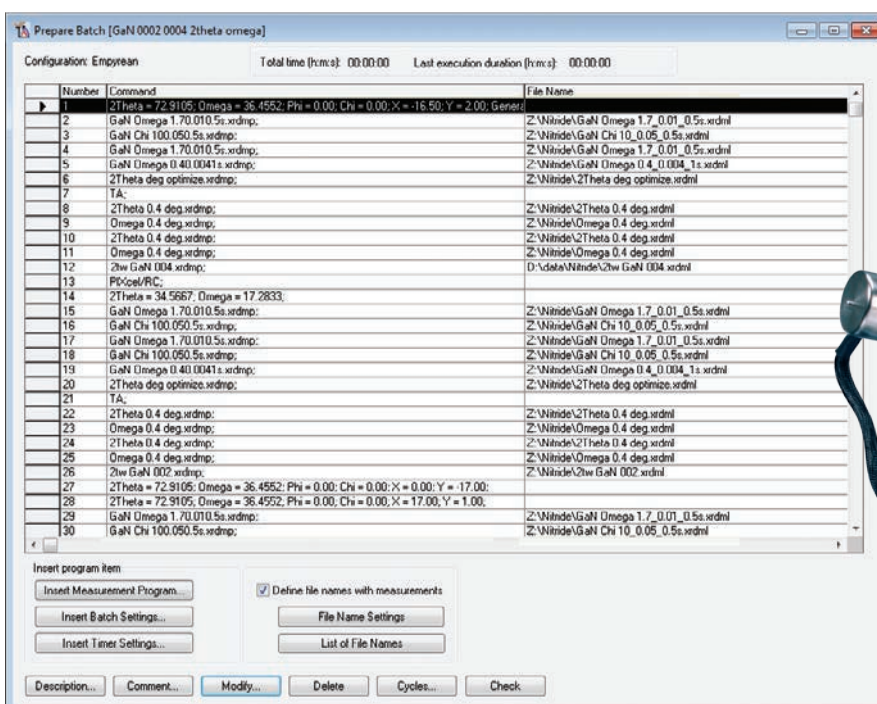 Prepare Batch [GaN 0002 0004 2theta omega]
Configuration: Empyrean Total time (h:m:s): 00:00:00 Last execution duration (h:m:s): 00:00:00
Number Command File Name
1 2Theta = 72.9105; Omega = 36.4552; Phi = 0.00; Chi = 0.00; X = -16.50; Y = 2.00; Genera
2 GaN Omega 1.70.010.5s.xrdmp; Z:\Nitride\GaN Omega 1.7_0.01_0.5s.xrdml
3 GaN Chi 100.050.5s.xrdmp; Z:\Nitride\GaN Chi 10_0.05_0.5s.xrdml
4 GaN Omega 1.70.010.5s.xrdmp; Z:\Nitride\GaN Omega 1.7_0.01_0.5s.xrdml
5 GaN Omega 0.40.0041s.xrdmp; Z:\Nitride\GaN Omega 0.4_0.004_1s.xrdml
6 2Theta deg optimize.xrdmp; Z:\Nitride\2Theta deg optimize.xrdml
7 TA;
8 2Theta 0.4 deg.xrdmp; Z:\Nitride\2Theta 0.4 deg.xrdml
9 Omega 0.4 deg.xrdmp; Z:\Nitride\Omega 0.4 deg.xrdml
10 2Theta 0.4 deg.xrdmp; Z:\Nitride\2Theta 0.4 deg.xrdml
11 Omega 0.4 deg.xrdmp; Z:\Nitride\Omega 0.4 deg.xrdml
12 2tw GaN 004.xrdmp; D:\data\Nitride\2tw GaN 004.xrdml
13 PIXcel/RC;
14 2Theta = 34.5667; Omega = 17.2833;
15 GaN Omega 1.70.010.5s.xrdmp; Z:\Nitride\GaN Omega 1.7_0.01_0.5s.xrdml
16 GaN Chi 100.050.5s.xrdmp; Z:\Nitride\GaN Chi 10_0.05_0.5s.xrdml
17 GaN Omega 1.70.010.5s.xrdmp; Z:\Nitride\GaN Omega 1.7_0.01_0.5s.xrdml
18 GaN Chi 100.050.5s.xrdmp; Z:\Nitride\GaN Chi 10_0.05_0.5s.xrdml
19 GaN Omega 0.40.0041s.xrdmp; Z:\Nitride\GaN Omega 0.4_0.004_1s.xrdml
20 2Theta deg optimize.xrdmp; Z:\Nitride\2Theta deg optimize.xrdml
21 TA;
22 2Theta 0.4 deg.xrdmp; Z:\Nitride\2Theta 0.4 deg.xrdml
23 Omega 0.4 deg.xrdmp; Z:\Nitride\Omega 0.4 deg.xrdml
24 2Theta 0.4 deg.xrdmp; Z:\Nitride\2Theta 0.4 deg.xrdml
25 Omega 0.4 deg.xrdmp; Z:\Nitride\Omega 0.4 deg.xrdml
26 2tw GaN 002.xrdmp; Z:\Nitride\2tw GaN 002.xrdml
27 2Theta = 72.9105; Omega = 36.4552; Phi = 0.00; Chi = 0.00; X = 0.00; Y = -17.00;
28 2Theta = 72.9105; Omega = 36.4552; Phi = 0.00; Chi = 0.00; X = 17.00; Y = 1.00;
29 GaN Omega 1.70.010.5s.xrdmp; Z:\Nitride\GaN Omega 1.7_0.01_0.5s.xrdml
30 GaN Chi 100.050.5s.xrdmp; Z:\Nitride\GaN Chi 10_0.05_0.5s.xrdml
Insert program item
Insert Measurement Program... Define file names with measurements
Insert Batch Settings... File Name Settings
Insert Timer Settings... List of File Names
Description... Comment... Modify... Delete Cycles... Check